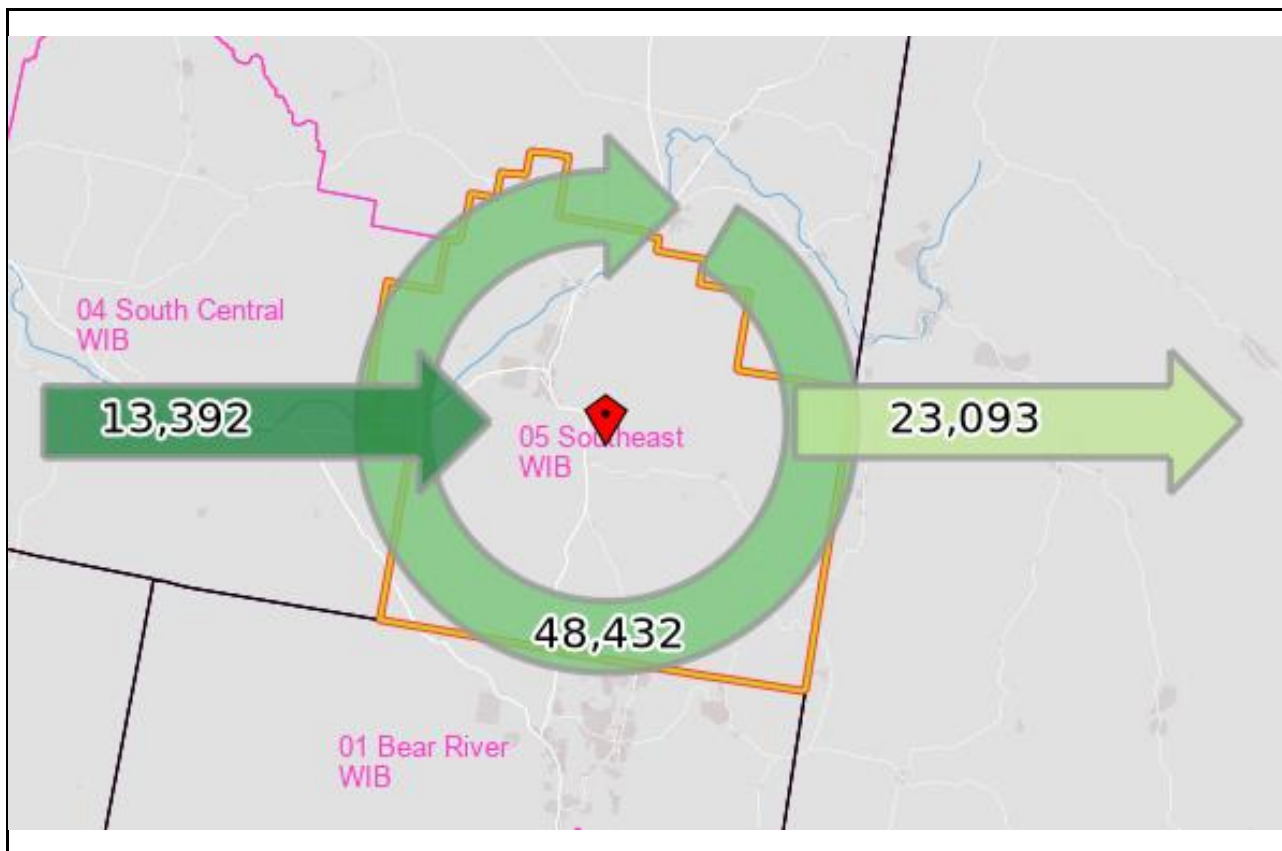 04 South Central
WIB
13,392
23,093
05 Southeast
WIB
48,432
01 Bear River
WIB